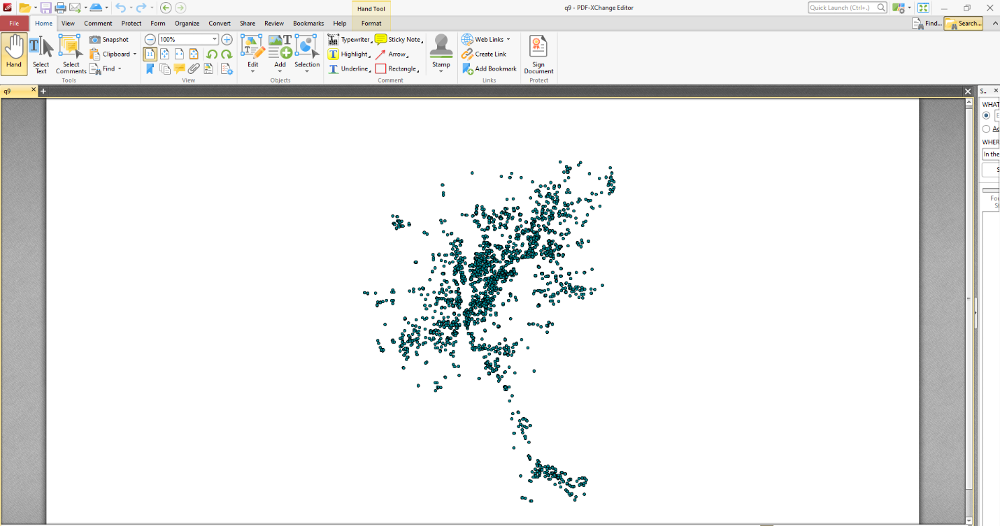 Hand Tool
q9 - PDF-XChange Editor
Quick Launch (Ctrl+.)
File Home View Comment Protect Form Organize Convert Share Review Bookmarks Help Format
Find... Search...
Hand
Select Text
Select Comments
Snapshot
Clipboard
Find
Tools
100%
View
Edit
Add
Selection
Objects
Typewriter
Highlight
Underline
Sticky Note
Arrow
Rectangle
Stamp
Comment
Web Links
Create Link
Add Bookmark
Links
Sign Document
Protect
q9
S..
WHAT
WHER
In the
Fou